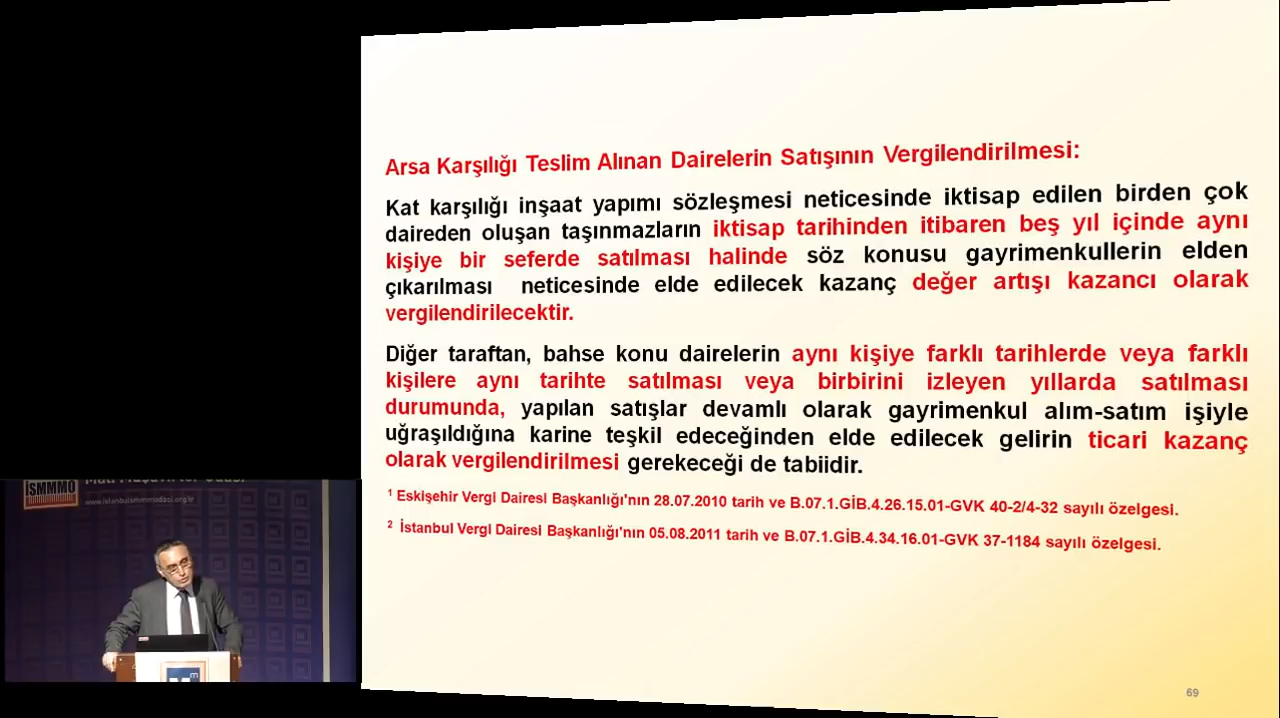 Arsa Karşılığı Teslim Alınan Dairelerin Satışının Vergilendirilmesi:
Kat karşılığı inşaat yapımı sözleşmesi neticesinde iktisap edilen birden çok
daireden oluşan taşınmazların iktisap tarihinden itibaren beş yıl içinde aynı
kişiye bir seferde satılması halinde söz konusu gayrimenkullerin elden
çıkarılması neticesinde elde edilecek kazanç değer artışı kazancı olarak
vergilendirilecektir.
Diğer taraftan, bahse konu dairelerin aynı kişiye farklı tarihlerde veya farklı
kişilere aynı tarihte satılması veya birbirini izleyen yıllarda satılması
durumunda, yapılan satışlar devamlı olarak gayrimenkul alım-satım işiyle
uğraşıldığına karine teşkil edeceğinden elde edilecek gelirin ticari kazanç
olarak vergilendirilmesi gerekeceği de tabiidir.
1 Eskişehir Vergi Dairesi Başkanlığı'nın 28.07.2010 tarih ve B.07.1.GİB.4.26.15.01-GVK 40-2/4-32 sayılı özelgesi.
2 İstanbul Vergi Dairesi Başkanlığı'nın 05.08.2011 tarih ve B.07.1.GİB.4.34.16.01-GVK 37-1184 sayılı özelgesi.
69
İSMMMO
www.istanbulsmmmodasi.org.tr